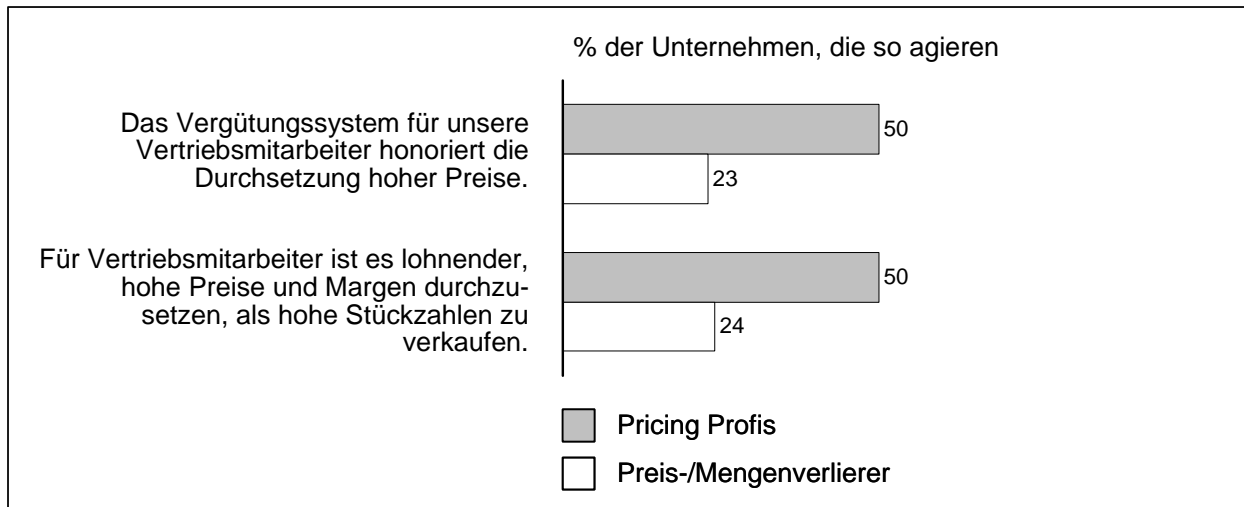 % der Unternehmen, die so agieren
Das Vergütungssystem für unsere
Vertriebsmitarbeiter honoriert die
Durchsetzung hoher Preise.
50
23
Für Vertriebsmitarbeiter ist es lohnender,
hohe Preise und Margen durchzu-
setzen, als hohe Stückzahlen zu
verkaufen.
50
24
Pricing Profis
Preis-/Mengenverlierer